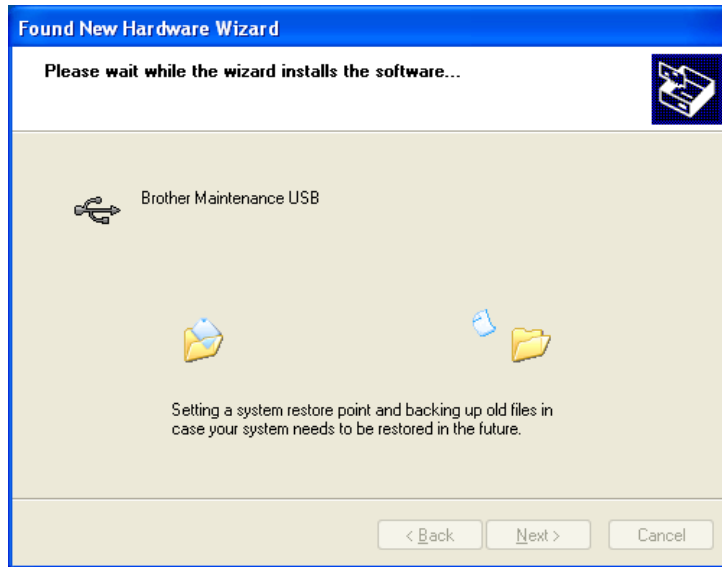 Found New Hardware Wizard
Please wait while the wizard installs the software...
Brother Maintenance USB
Setting a system restore point and backing up old files in
case your system needs to be restored in the future.
< Back
Next >
Cancel